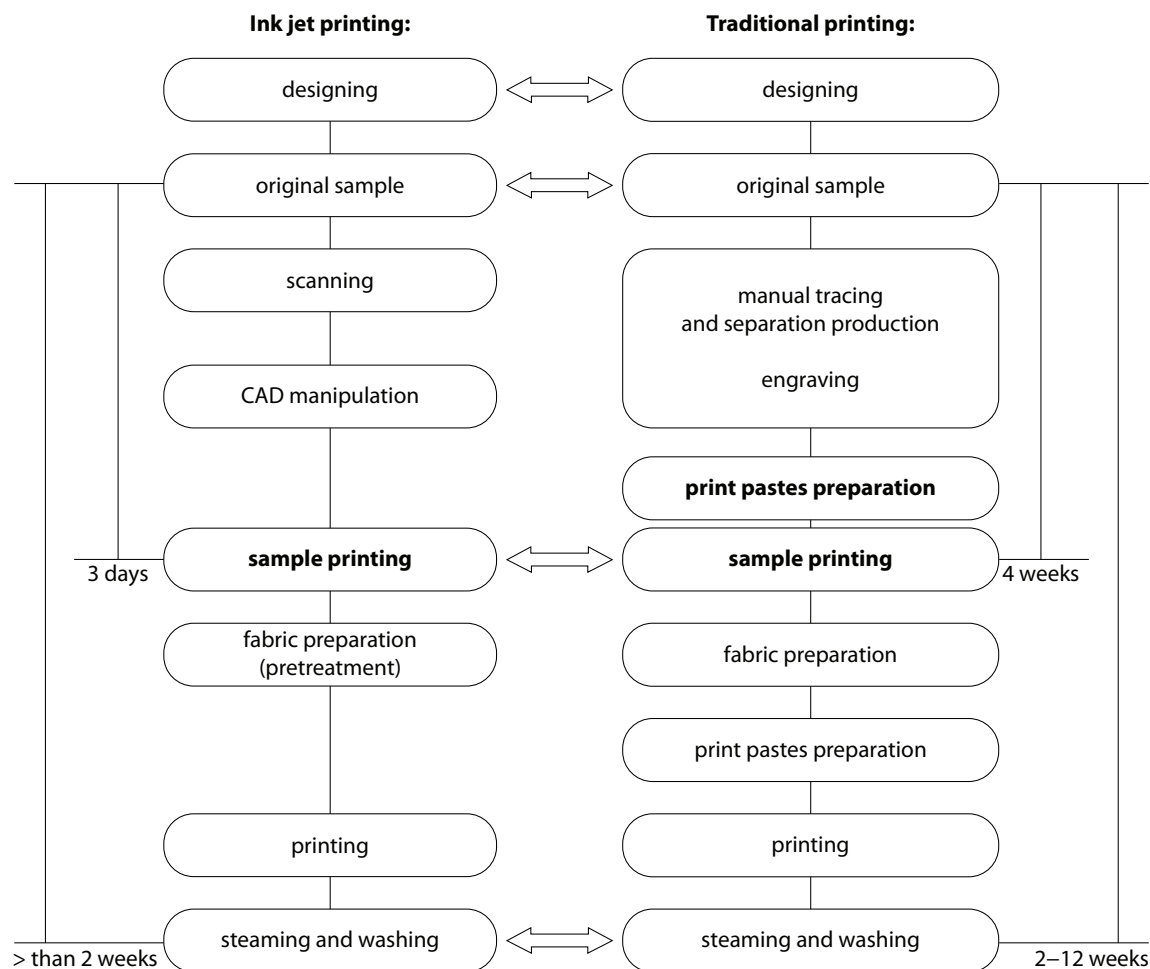 Ink jet printing:
Traditional printing:
designing
designing
original sample
original sample
scanning
manual tracing
and separation production
engraving
CAD manipulation
print pastes preparation
sample printing
sample printing
3 days
4 weeks
fabric preparation
(pretreatment)
fabric preparation
print pastes preparation
printing
printing
steaming and washing
steaming and washing
> than 2 weeks
2–12 weeks